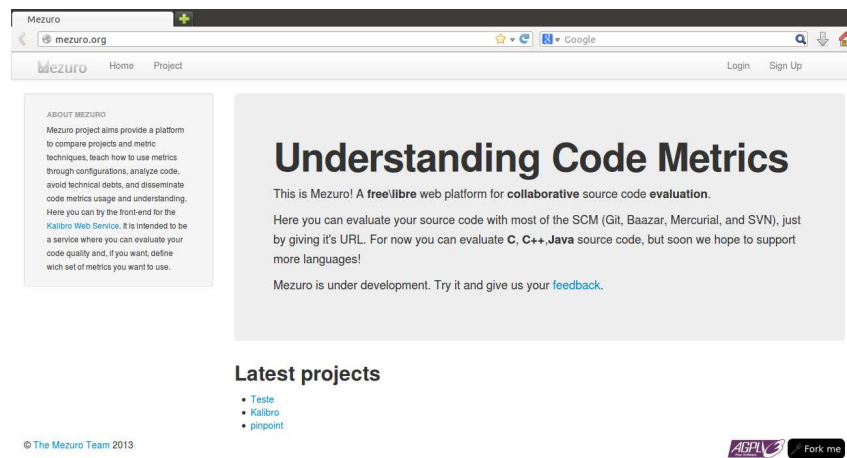 Mezuro
mezuro.org
Google
Mezuro Home Project Login Sign Up
ABOUT MEZURO
Mezuro project aims provide a platform
to compare projects and metric
techniques, teach how to use metrics
through configurations, analyze code,
avoid technical debts, and disseminate
code metrics usage and understanding.
Here you can try the front-end for the
Kalibro Web Service. It is intended to be
a service where you can evaluate your
code quality and, if you want, define
wich set of metrics you want to use.
Understanding Code Metrics
This is Mezuro! A free\libre web platform for collaborative source code evaluation.
Here you can evaluate your source code with most of the SCM (Git, Baazar, Mercurial, and SVN), just
by giving it's URL. For now you can evaluate C, C++,Java source code, but soon we hope to support
more languages!
Mezuro is under development. Try it and give us your feedback.
Latest projects
Teste
Kalibro
pinpoint
© The Mezuro Team 2013
AGPLv3
Fork me